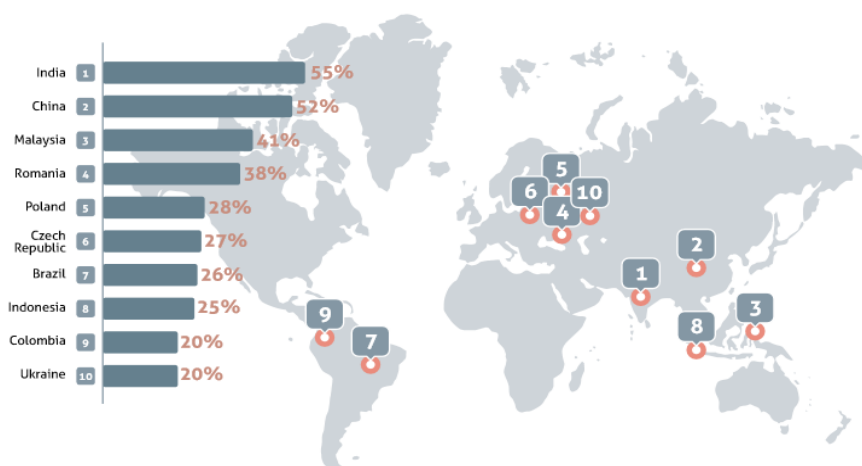 India 1 55%
China 2 52%
Malaysia 3 41%
Romania 4 38%
Poland 5 28%
Czech
Republic 6 27%
Brazil 7 26%
Indonesia 8 25%
Colombia 9 20%
Ukraine 10 20%
5
6 10
4
2
1
9 3
8
7